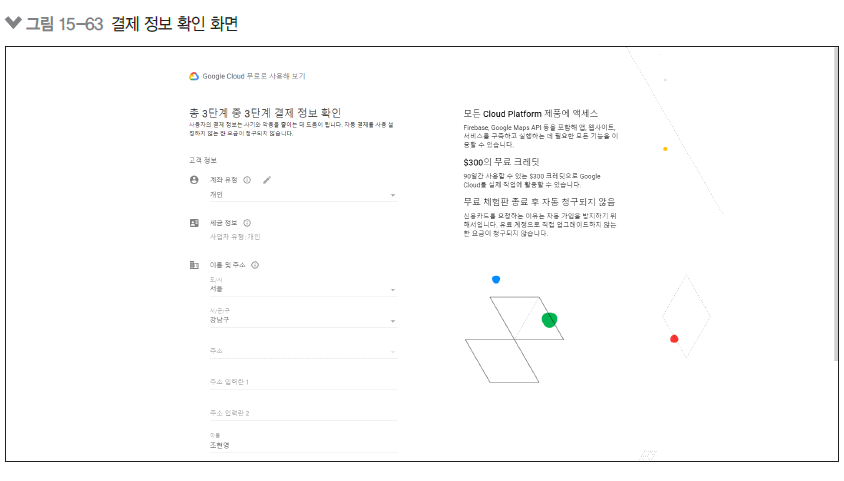 그림 15-63 결제 정보 확인 화면
Google Cloud 무료로 사용해 보기
총 3단계 중 3단계 결제 정보 확인
사용자의 결제 정보는 사기와 악용을 줄이는 데 도움이 됩니다. 자동 결제를 사용 설
정하지 않는 한 요금이 청구되지 않습니다.
고객 정보
계좌 유형
개인
세금 정보
사업자 유형: 개인
이름 및 주소
도/시
서울
시/군/구
강남구
주소
주소 입력란 1
주소 입력란 2
이름
조현영
모든 Cloud Platform 제품에 액세스
Firebase, Google Maps API 등을 포함해 앱, 웹사이트,
서비스를 구축하고 실행하는 데 필요한 모든 기능을 이
용할 수 있습니다.
$300의 무료 크레딧
90일간 사용할 수 있는 $300 크레딧으로 Google
Cloud를 실제 작업에 활용할 수 있습니다.
무료 체험판 종료 후 자동 청구되지 않음
신용카드를 요청하는 이유는 자동 가입을 방지하기 위
해서입니다. 유료 계정으로 직접 업그레이드하지 않는
한 요금이 청구되지 않습니다.